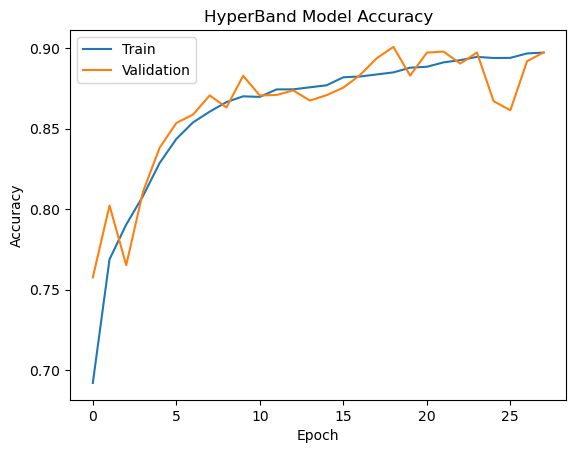 HyperBand Model Accuracy
Train
Validation
Accuracy
0.90
0.85
0.80
0.75
0.70
0 5 10 15 20 25
Epoch